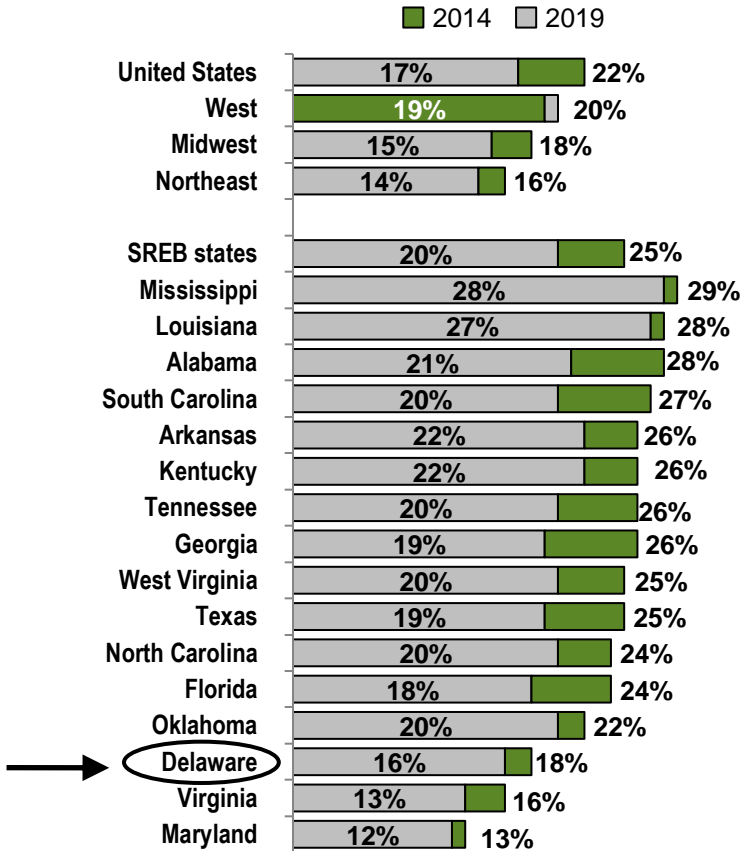 2014 2019
United States 17% 22%
West 19% 20%
Midwest 15% 18%
Northeast 14% 16%
SREB states 20% 25%
Mississippi 28% 29%
Louisiana 27% 28%
Alabama 21% 28%
South Carolina 20% 27%
Arkansas 22% 26%
Kentucky 22% 26%
Tennessee 20% 26%
Georgia 19% 26%
West Virginia 20% 25%
Texas 19% 25%
North Carolina 20% 24%
Florida 18% 24%
Oklahoma 20% 22%
Delaware 16% 18%
Virginia 13% 16%
Maryland 12% 13%